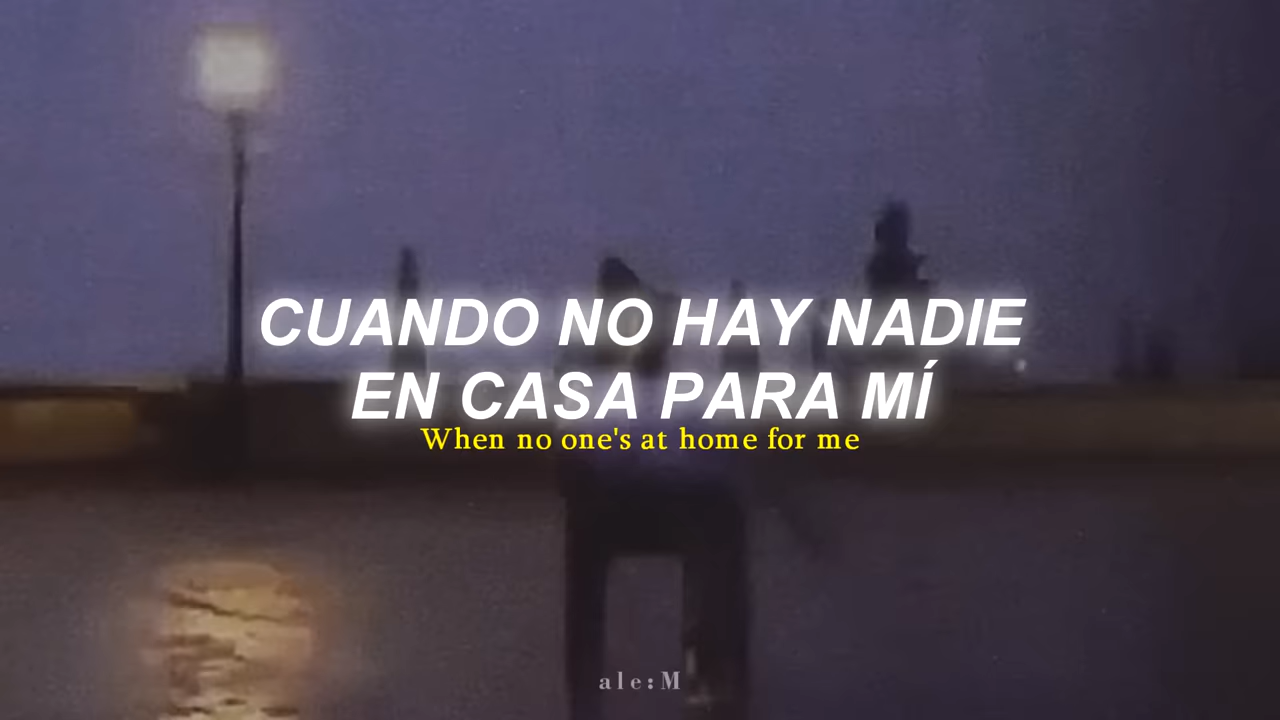 CUANDO NO HAY NADIE
EN CASA PARA MÍ
When no one's at home for me
ale:M